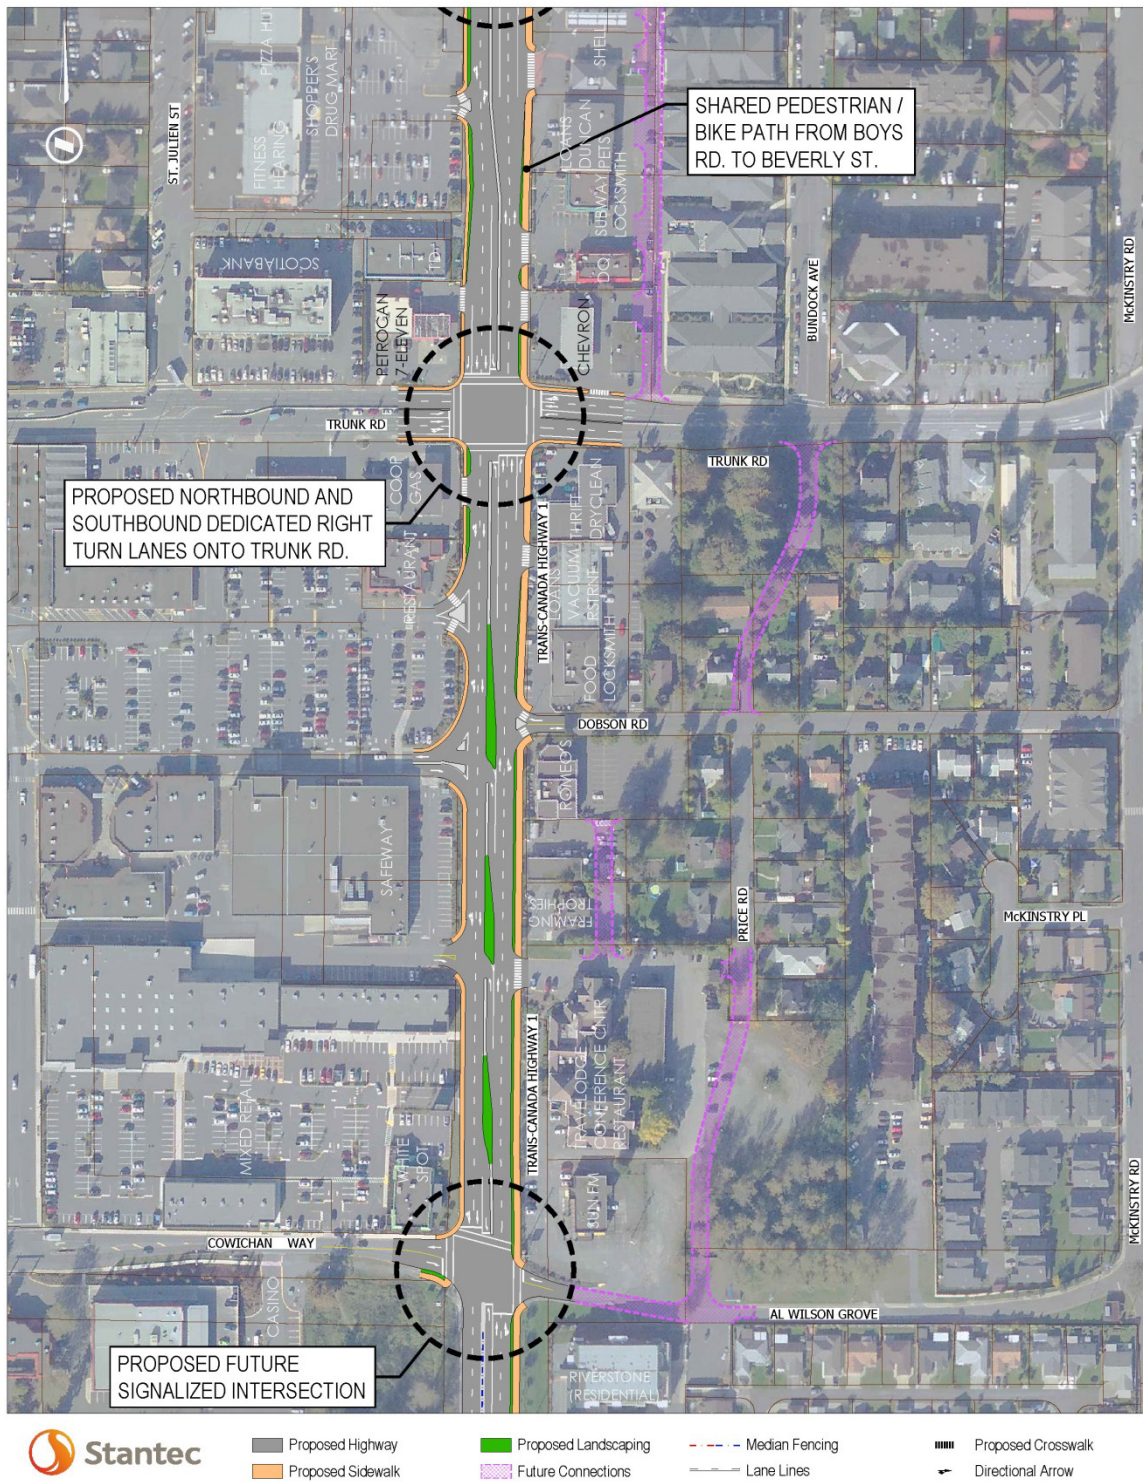 PIZZA HUT
SHOPPER'S
DRUG MART
FITNESS
HEARING
ST. JULIEN ST
SHELL
LOANS
DUNCAN
SUBWAY PETS
LOCKSMITH
DQ
SHARED PEDESTRIAN /
BIKE PATH FROM BOYS
RD. TO BEVERLY ST.
SCOTIABANK
TD
BUNDOCK AVE
McKINSTRY RD
PETROCAN
7-ELEVEN
CHEVRON
TRUNK RD
TRUNK RD
COOP
GAS
PROPOSED NORTHBOUND AND
SOUTHBOUND DEDICATED RIGHT
TURN LANES ONTO TRUNK RD.
RESTAURANT
TRANS-CANADA HIGHWAY 1
LOANS
VACUUM THRIFT
DRYCLEAN
FOOD
LOCKSMITH
DOBSON RD
ROMEO'S
SAFEWAY
FRAMING
TROPHIES
PRICE RD
McKINSTRY PL
TRANS-CANADA HIGHWAY 1
TRAVELODGE
CONFERENCE CNTR
RESTAURANT
MIXED RETAIL
WHITE
SPOT
SUN FM
McKINSTRY RD
COWICHAN WAY
CASINO
AL WILSON GROVE
PROPOSED FUTURE
SIGNALIZED INTERSECTION
RIVERSTONE
(RESIDENTIAL)
Stantec
Proposed Highway
Proposed Landscaping
Median Fencing
Proposed Crosswalk
Proposed Sidewalk
Future Connections
Lane Lines
Directional Arrow